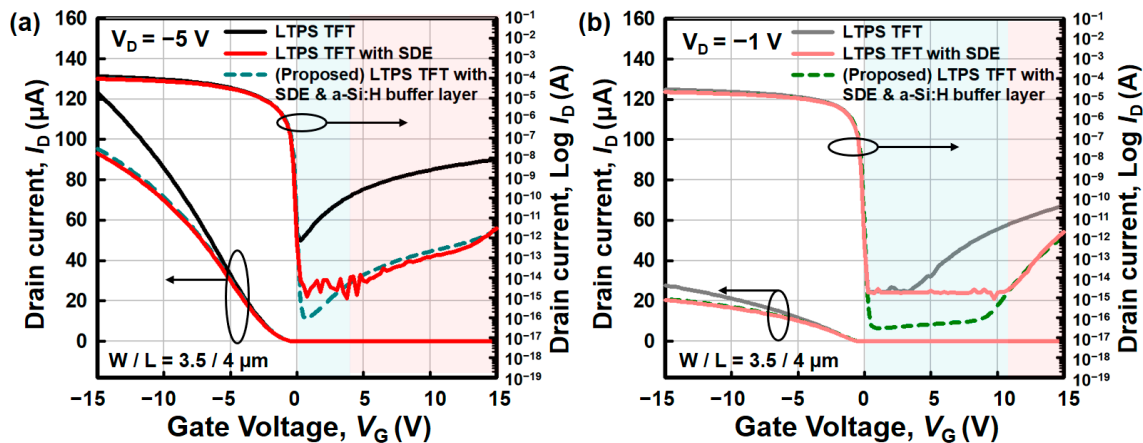 (a)
V_D = −5 V
LTPS TFT
LTPS TFT with SDE
(Proposed) LTPS TFT with
SDE & a-Si:H buffer layer
W / L = 3.5 / 4 μm
Drain current, I_D (μA)
160
140
120
100
80
60
40
20
0
Drain current, Log I_D (A)
10⁻¹
10⁻²
10⁻³
10⁻⁴
10⁻⁵
10⁻⁶
10⁻⁷
10⁻⁸
10⁻⁹
10⁻¹⁰
10⁻¹¹
10⁻¹²
10⁻¹³
10⁻¹⁴
10⁻¹⁵
10⁻¹⁶
10⁻¹⁷
10⁻¹⁸
10⁻¹⁹
−15 −10 −5 0 5 10 15
Gate Voltage, V_G (V)
(b)
V_D = −1 V
LTPS TFT
LTPS TFT with SDE
(Proposed) LTPS TFT with
SDE & a-Si:H buffer layer
W / L = 3.5 / 4 μm
Drain current, I_D (μA)
160
140
120
100
80
60
40
20
0
Drain current, Log I_D (A)
10⁻¹
10⁻²
10⁻³
10⁻⁴
10⁻⁵
10⁻⁶
10⁻⁷
10⁻⁸
10⁻⁹
10⁻¹⁰
10⁻¹¹
10⁻¹²
10⁻¹³
10⁻¹⁴
10⁻¹⁵
10⁻¹⁶
10⁻¹⁷
10⁻¹⁸
10⁻¹⁹
−15 −10 −5 0 5 10 15
Gate Voltage, V_G (V)